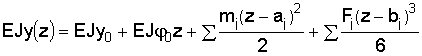 EJy(z) = EJy₀ + EJφ₀z + Σ mᵢ(z−aᵢ)²/2 + Σ Fᵢ(z−bᵢ)³/6